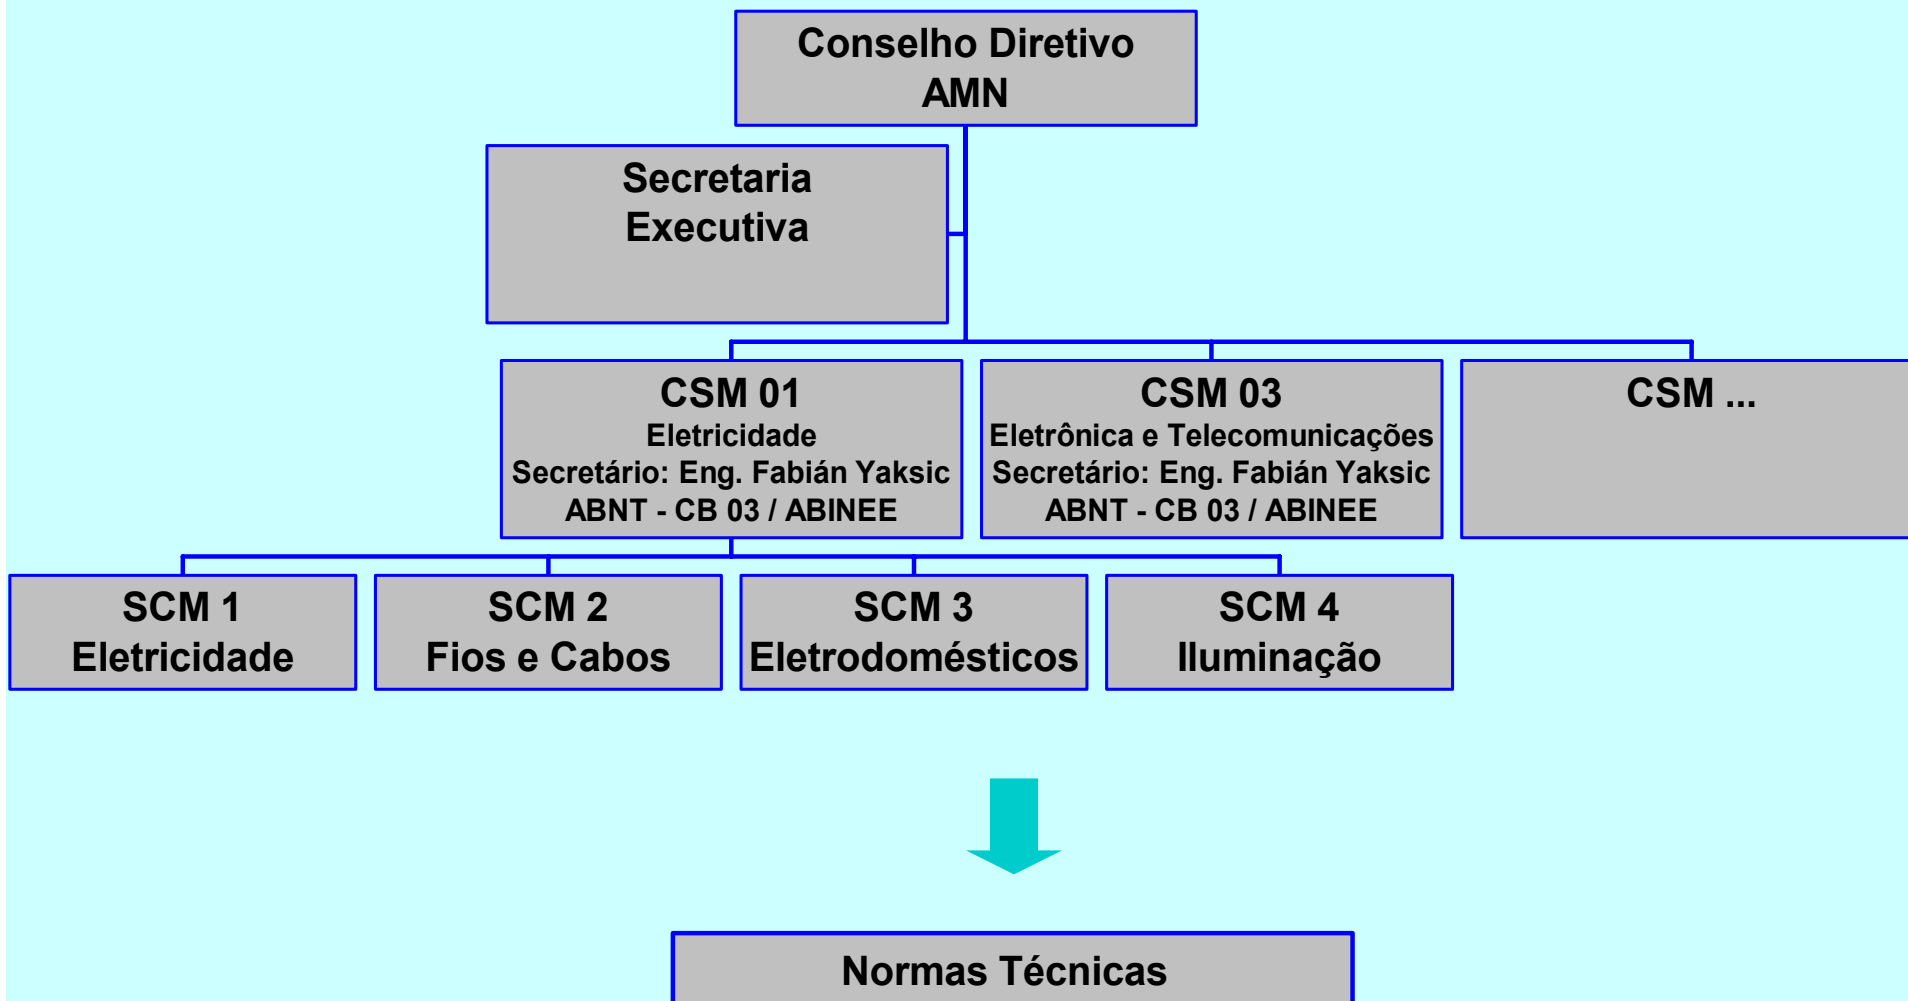 Conselho Diretivo
AMN
Secretaria
Executiva
CSM 01
Eletricidade
Secretário: Eng. Fabián Yaksic
ABNT - CB 03 / ABINEE
CSM 03
Eletrônica e Telecomunicações
Secretário: Eng. Fabián Yaksic
ABNT - CB 03 / ABINEE
CSM ...
SCM 1
Eletricidade
SCM 2
Fios e Cabos
SCM 3
Eletrodomésticos
SCM 4
Iluminação
Normas Técnicas